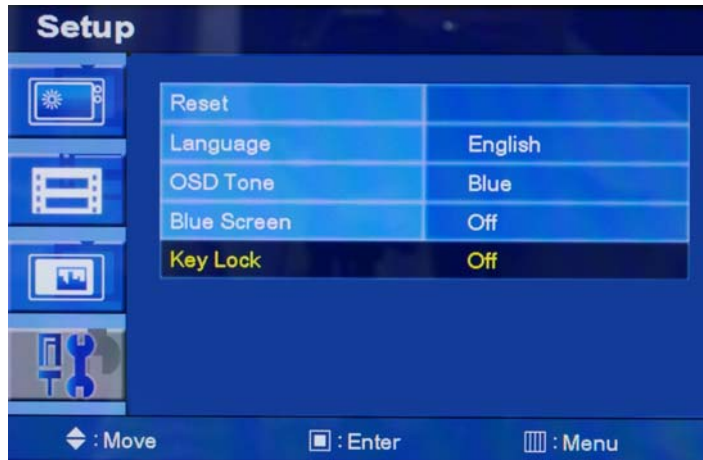 Setup
Reset
Language English
OSD Tone Blue
Blue Screen Off
Key Lock Off
: Move : Enter : Menu